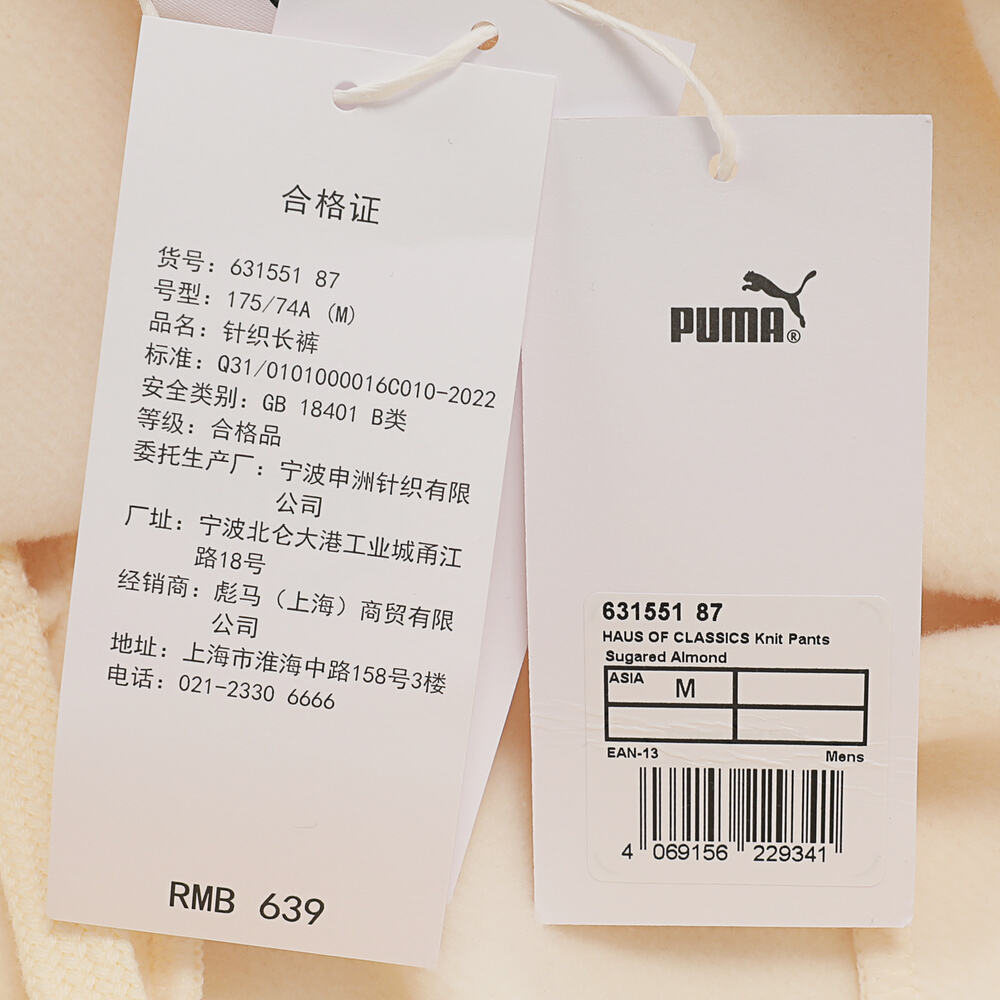 合格证
货号：631551 87
号型：175/74A (M)
品名：针织长裤
标准：Q31/0101000016C010-2022
安全类别：GB 18401 B类
等级：合格品
委托生产厂：宁波申洲针织有限
公司
厂址：宁波北仑大港工业城甬江
路18号
经销商：彪马（上海）商贸有限
公司
地址：上海市淮海中路158号3楼
电话：021-2330 6666
RMB 639
PUMA®
631551 87
HAUS OF CLASSICS Knit Pants
Sugared Almond
ASIA M
EAN-13 Mens
4 069156 229341